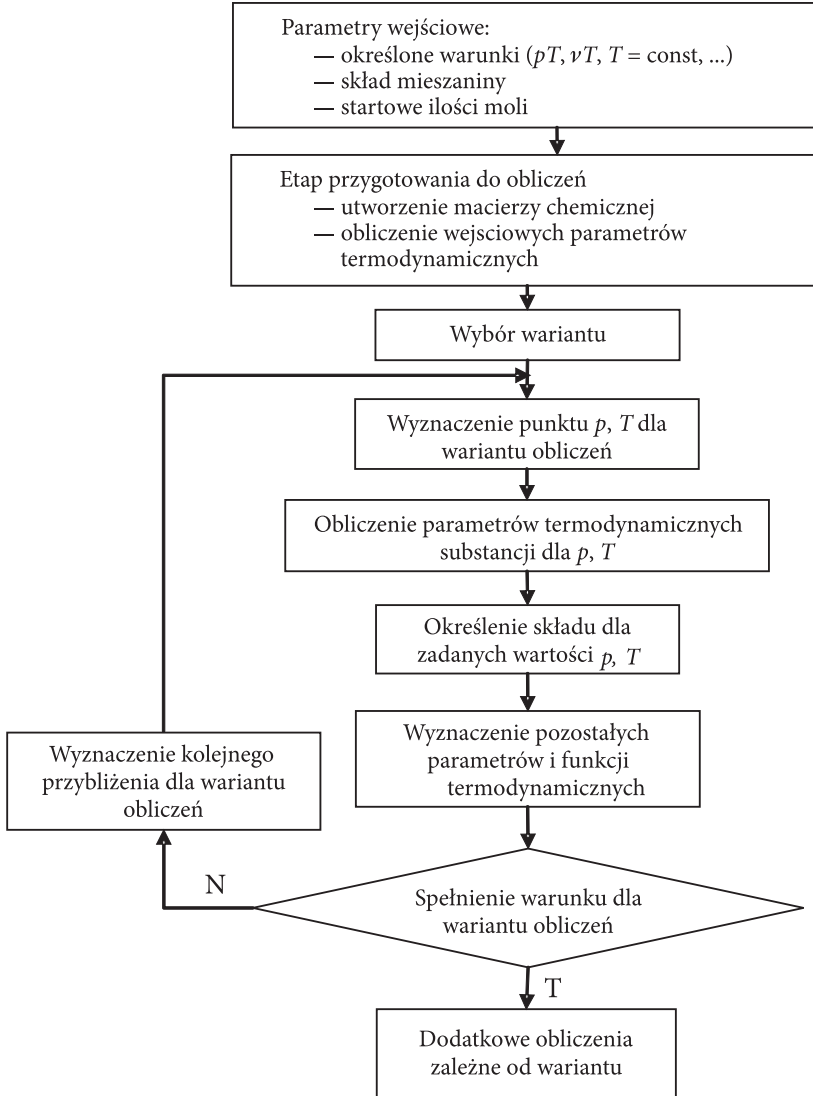 Parametry wejściowe:
— określone warunki (pT, νT, T = const, ...)
— skład mieszaniny
— startowe ilości moli
Etap przygotowania do obliczeń
— utworzenie macierzy chemicznej
— obliczenie wejsciowych parametrów
termodynamicznych
Wybór wariantu
Wyznaczenie punktu p, T dla
wariantu obliczeń
Obliczenie parametrów termodynamicznych
substancji dla p, T
Określenie składu dla
zadanych wartości p, T
Wyznaczenie pozostałych
parametrów i funkcji
termodynamicznych
Wyznaczenie kolejnego
przybliżenia dla wariantu
obliczeń
N
Spełnienie warunku dla
wariantu obliczeń
T
Dodatkowe obliczenia
zależne od wariantu